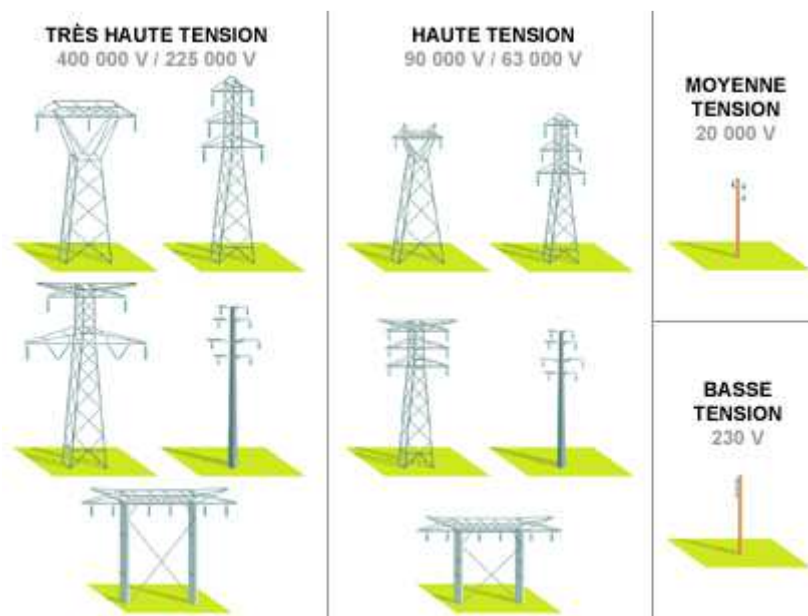 TRÈS HAUTE TENSION
400 000 V / 225 000 V
HAUTE TENSION
90 000 V / 63 000 V
MOYENNE
TENSION
20 000 V
BASSE
TENSION
230 V